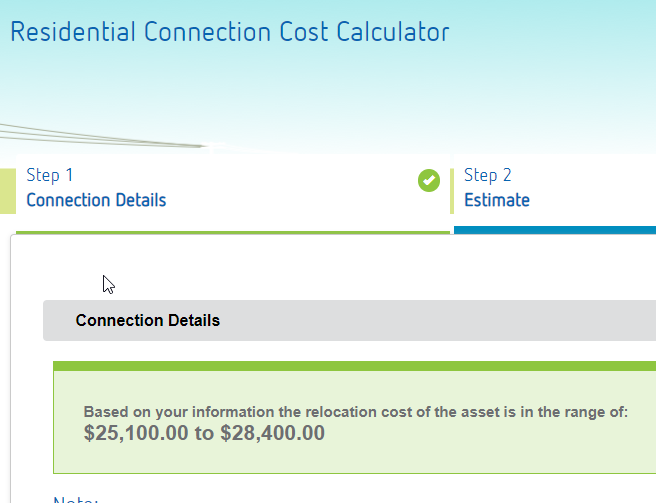 Residential Connection Cost Calculator
Step 1
Connection Details
Step 2
Estimate
Connection Details
Based on your information the relocation cost of the asset is in the range of:
$25,100.00 to $28,400.00
Note: